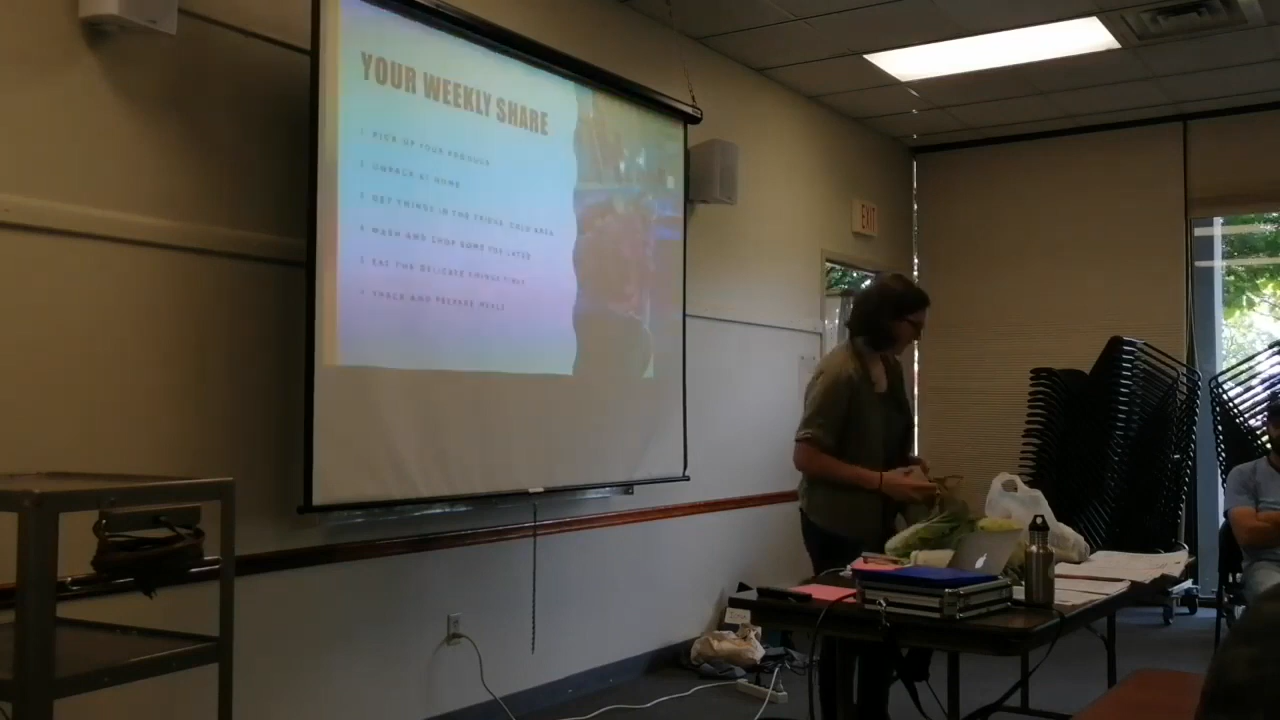 YOUR WEEKLY SHARE
1. PICK UP YOUR PRODUCE
2. UNPACK AT HOME
3. GET THINGS IN THE FRIDGE, COLD AREA
4. WASH AND CHOP SOME FOR LATER
5. EAT THE DELICATE THINGS FIRST
6. SNACK AND PREPARE MEALS
EXIT